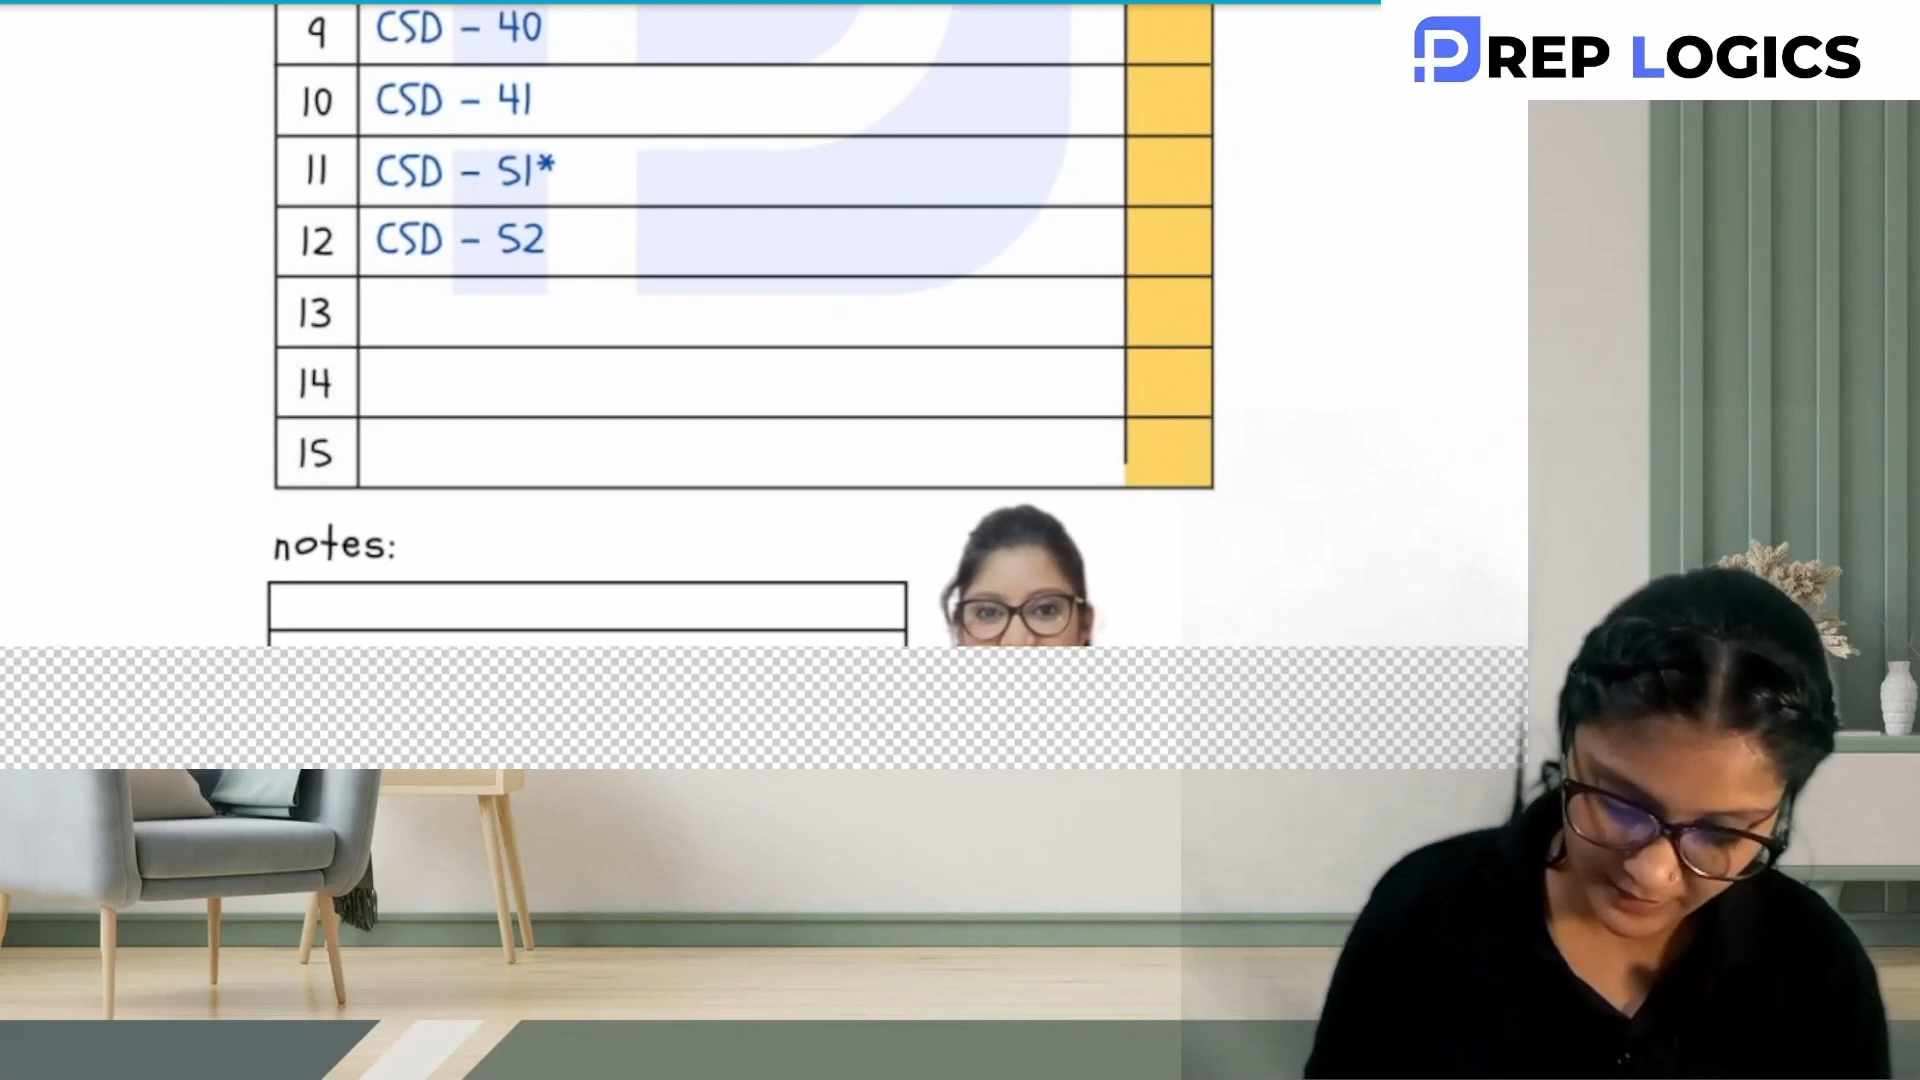 PREP LOGICS
9 CSD - 40
10 CSD - 41
11 CSD - 51*
12 CSD - 52
13
14
15
notes: